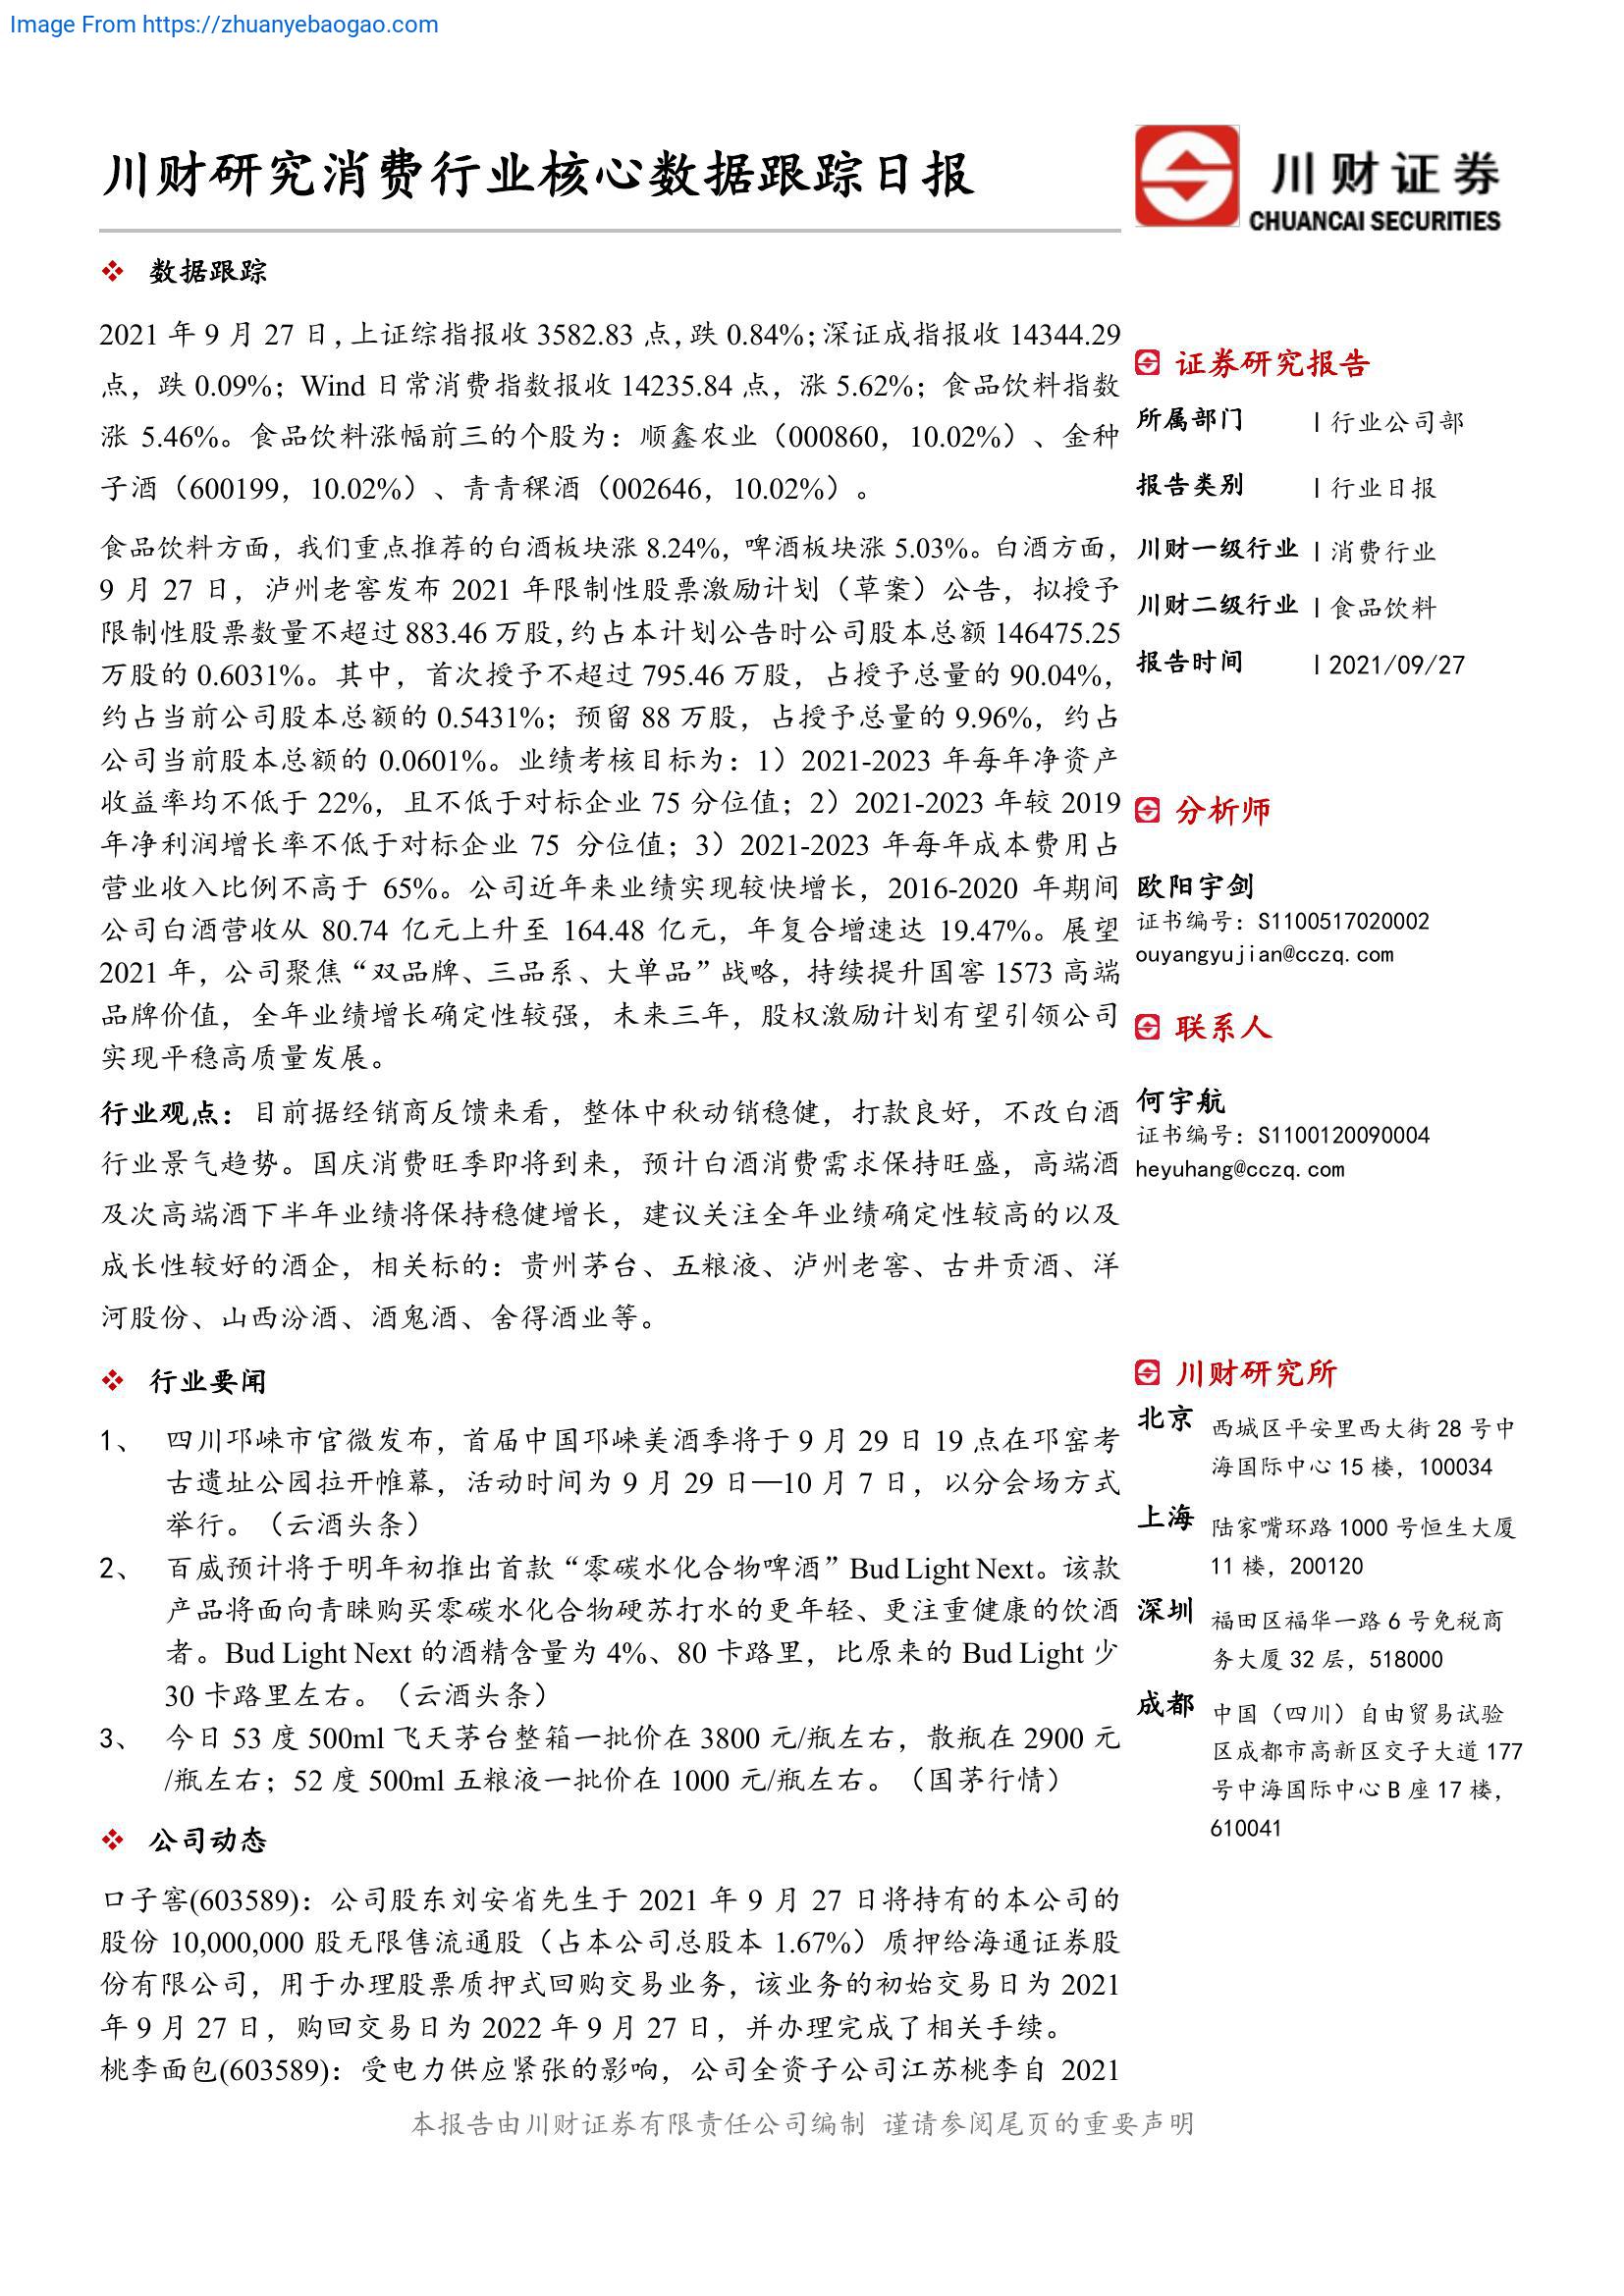 Image From https://zhuanyebaogao.com
川财研究消费行业核心数据跟踪日报
川财证券
CHUANCAI SECURITIES
数据跟踪
2021 年 9 月 27 日，上证综指报收 3582.83 点，跌 0.84%；深证成指报收 14344.29
点，跌 0.09%；Wind 日常消费指数报收 14235.84 点，涨 5.62%；食品饮料指数
涨 5.46%。食品饮料涨幅前三的个股为：顺鑫农业（000860，10.02%）、金种
子酒（600199，10.02%）、青青稞酒（002646，10.02%）。
食品饮料方面，我们重点推荐的白酒板块涨 8.24%，啤酒板块涨 5.03%。白酒方面，
9 月 27 日，泸州老窖发布 2021 年限制性股票激励计划（草案）公告，拟授予
限制性股票数量不超过 883.46 万股，约占本计划公告时公司股本总额 146475.25
万股的 0.6031%。其中，首次授予不超过 795.46 万股，占授予总量的 90.04%，
约占当前公司股本总额的 0.5431%；预留 88 万股，占授予总量的 9.96%，约占
公司当前股本总额的 0.0601%。业绩考核目标为：1）2021-2023 年每年净资产
收益率均不低于 22%，且不低于对标企业 75 分位值；2）2021-2023 年较 2019
年净利润增长率不低于对标企业 75 分位值；3）2021-2023 年每年成本费用占
营业收入比例不高于 65%。公司近年来业绩实现较快增长，2016-2020 年期间
公司白酒营收从 80.74 亿元上升至 164.48 亿元，年复合增速达 19.47%。展望
2021 年，公司聚焦“双品牌、三品系、大单品”战略，持续提升国窖 1573 高端
品牌价值，全年业绩增长确定性较强，未来三年，股权激励计划有望引领公司
实现平稳高质量发展。
行业观点：目前据经销商反馈来看，整体中秋动销稳健，打款良好，不改白酒
行业景气趋势。国庆消费旺季即将到来，预计白酒消费需求保持旺盛，高端酒
及次高端酒下半年业绩将保持稳健增长，建议关注全年业绩确定性较高的以及
成长性较好的酒企，相关标的：贵州茅台、五粮液、泸州老窖、古井贡酒、洋
河股份、山西汾酒、酒鬼酒、舍得酒业等。
行业要闻
1、 四川邛崃市官微发布，首届中国邛崃美酒季将于 9 月 29 日 19 点在邛窑考
古遗址公园拉开帷幕，活动时间为 9 月 29 日—10 月 7 日，以分会场方式
举行。（云酒头条）
2、 百威预计将于明年初推出首款“零碳水化合物啤酒”Bud Light Next。该款
产品将面向青睐购买零碳水化合物硬苏打水的更年轻、更注重健康的饮酒
者。Bud Light Next 的酒精含量为 4%、80 卡路里，比原来的 Bud Light 少
30 卡路里左右。（云酒头条）
3、 今日 53 度 500ml 飞天茅台整箱一批价在 3800 元/瓶左右，散瓶在 2900 元
/瓶左右；52 度 500ml 五粮液一批价在 1000 元/瓶左右。（国茅行情）
公司动态
口子窖(603589)：公司股东刘安省先生于 2021 年 9 月 27 日将持有的本公司的
股份 10,000,000 股无限售流通股（占本公司总股本 1.67%）质押给海通证券股
份有限公司，用于办理股票质押式回购交易业务，该业务的初始交易日为 2021
年 9 月 27 日，购回交易日为 2022 年 9 月 27 日，并办理完成了相关手续。
桃李面包(603589)：受电力供应紧张的影响，公司全资子公司江苏桃李自 2021
证券研究报告
所属部门 | 行业公司部
报告类别 | 行业日报
川财一级行业 | 消费行业
川财二级行业 | 食品饮料
报告时间 | 2021/09/27
分析师
欧阳宇剑
证书编号：S1100517020002
ouyangyujian@cczq.com
联系人
何宇航
证书编号：S1100120090004
heyuhang@cczq.com
川财研究所
北京 西城区平安里西大街 28 号中
海国际中心 15 楼，100034
上海 陆家嘴环路 1000 号恒生大厦
11 楼，200120
深圳 福田区福华一路 6 号免税商
务大厦 32 层，518000
成都 中国（四川）自由贸易试验
区成都市高新区交子大道 177
号中海国际中心 B 座 17 楼，
610041
本报告由川财证券有限责任公司编制 谨请参阅尾页的重要声明